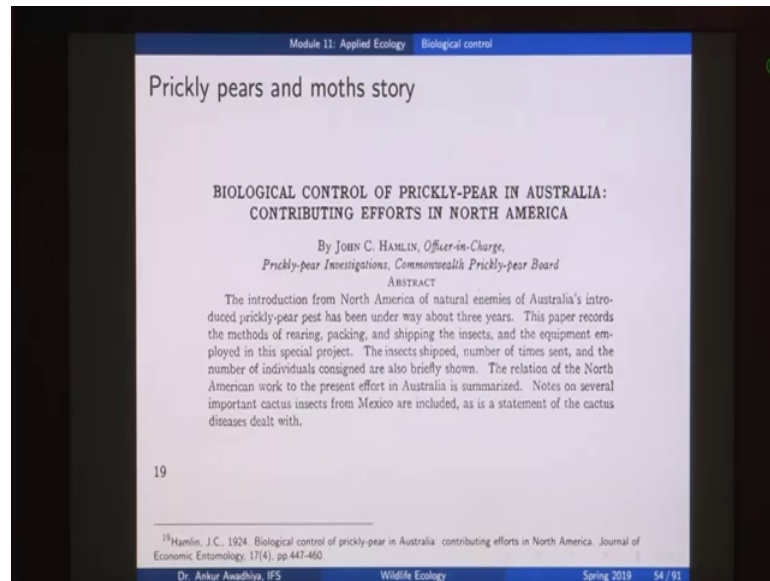 Module 11: Applied Ecology Biological control
Prickly pears and moths story
BIOLOGICAL CONTROL OF PRICKLY-PEAR IN AUSTRALIA:
CONTRIBUTING EFFORTS IN NORTH AMERICA
By JOHN C. HAMLIN, Officer-in-Charge,
Prickly-pear Investigations, Commonwealth Prickly-pear Board
ABSTRACT
The introduction from North America of natural enemies of Australia's intro-
duced prickly-pear pest has been under way about three years. This paper records
the methods of rearing, packing, and shipping the insects, and the equipment em-
ployed in this special project. The insects shipped, number of times sent, and the
number of individuals consigned are also briefly shown. The relation of the North
American work to the present effort in Australia is summarized. Notes on several
important cactus insects from Mexico are included, as is a statement of the cactus
diseases dealt with.
19
19Hamlin, J.C., 1924. Biological control of prickly-pear in Australia: contributing efforts in North America. Journal of
Economic Entomology, 17(4), pp.447-460.
Dr. Ankur Awadhiya, IFS Wildlife Ecology Spring 2019 54 / 91